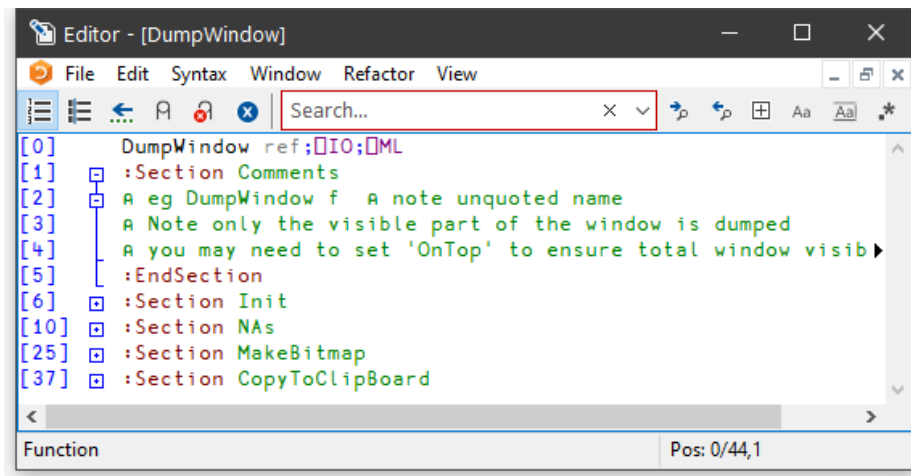 Editor - [DumpWindow]
File Edit Syntax Window Refactor View
Search...
Aa Aa
[0] DumpWindow ref;⎕IO;⎕ML
[1] :Section Comments
[2] ⍝ eg DumpWindow f ⍝ note unquoted name
[3] ⍝ Note only the visible part of the window is dumped
[4] ⍝ you may need to set 'OnTop' to ensure total window visib
[5] :EndSection
[6] :Section Init
[10] :Section NAs
[25] :Section MakeBitmap
[37] :Section CopyToClipBoard
Function Pos: 0/44,1